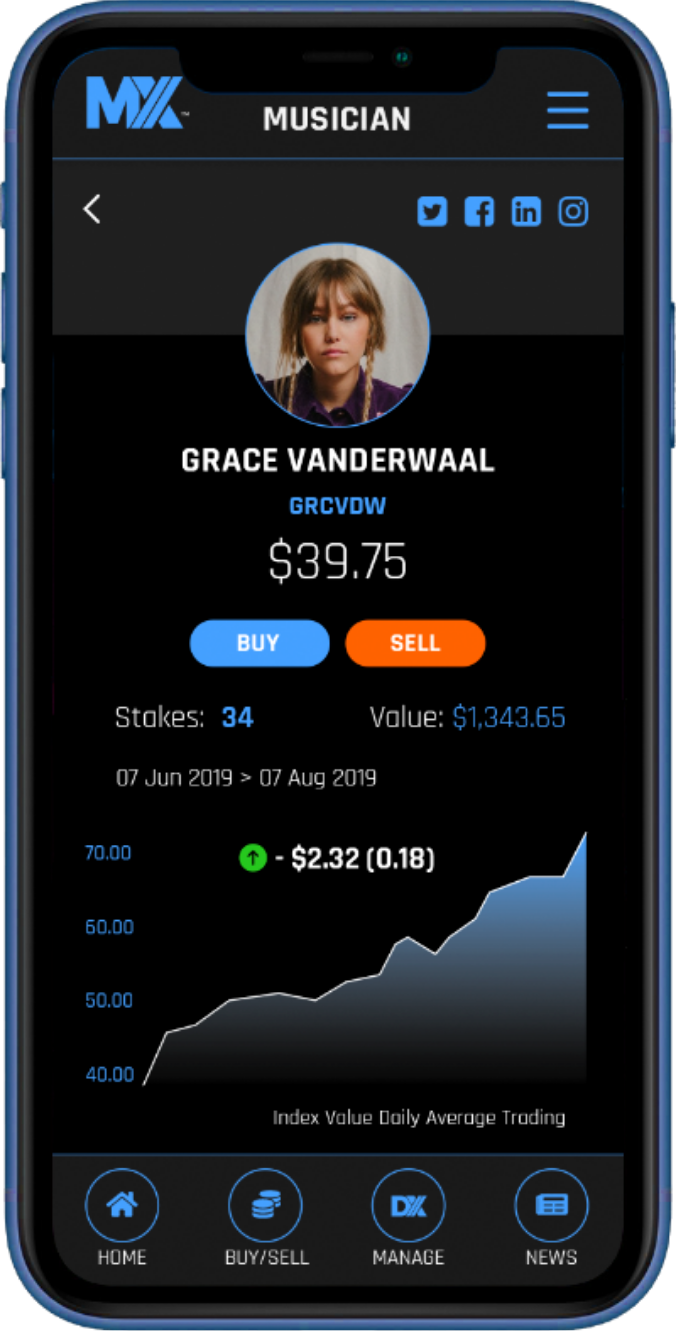 MX™
MUSICIAN
GRACE VANDERWAAL
GRCVDW
$39.75
BUY
SELL
Stakes: 34
Value: $1,343.65
07 Jun 2019 > 07 Aug 2019
- $2.32 (0.18)
70.00
60.00
50.00
40.00
Index Value Daily Average Trading
DX
HOME
BUY/SELL
MANAGE
NEWS